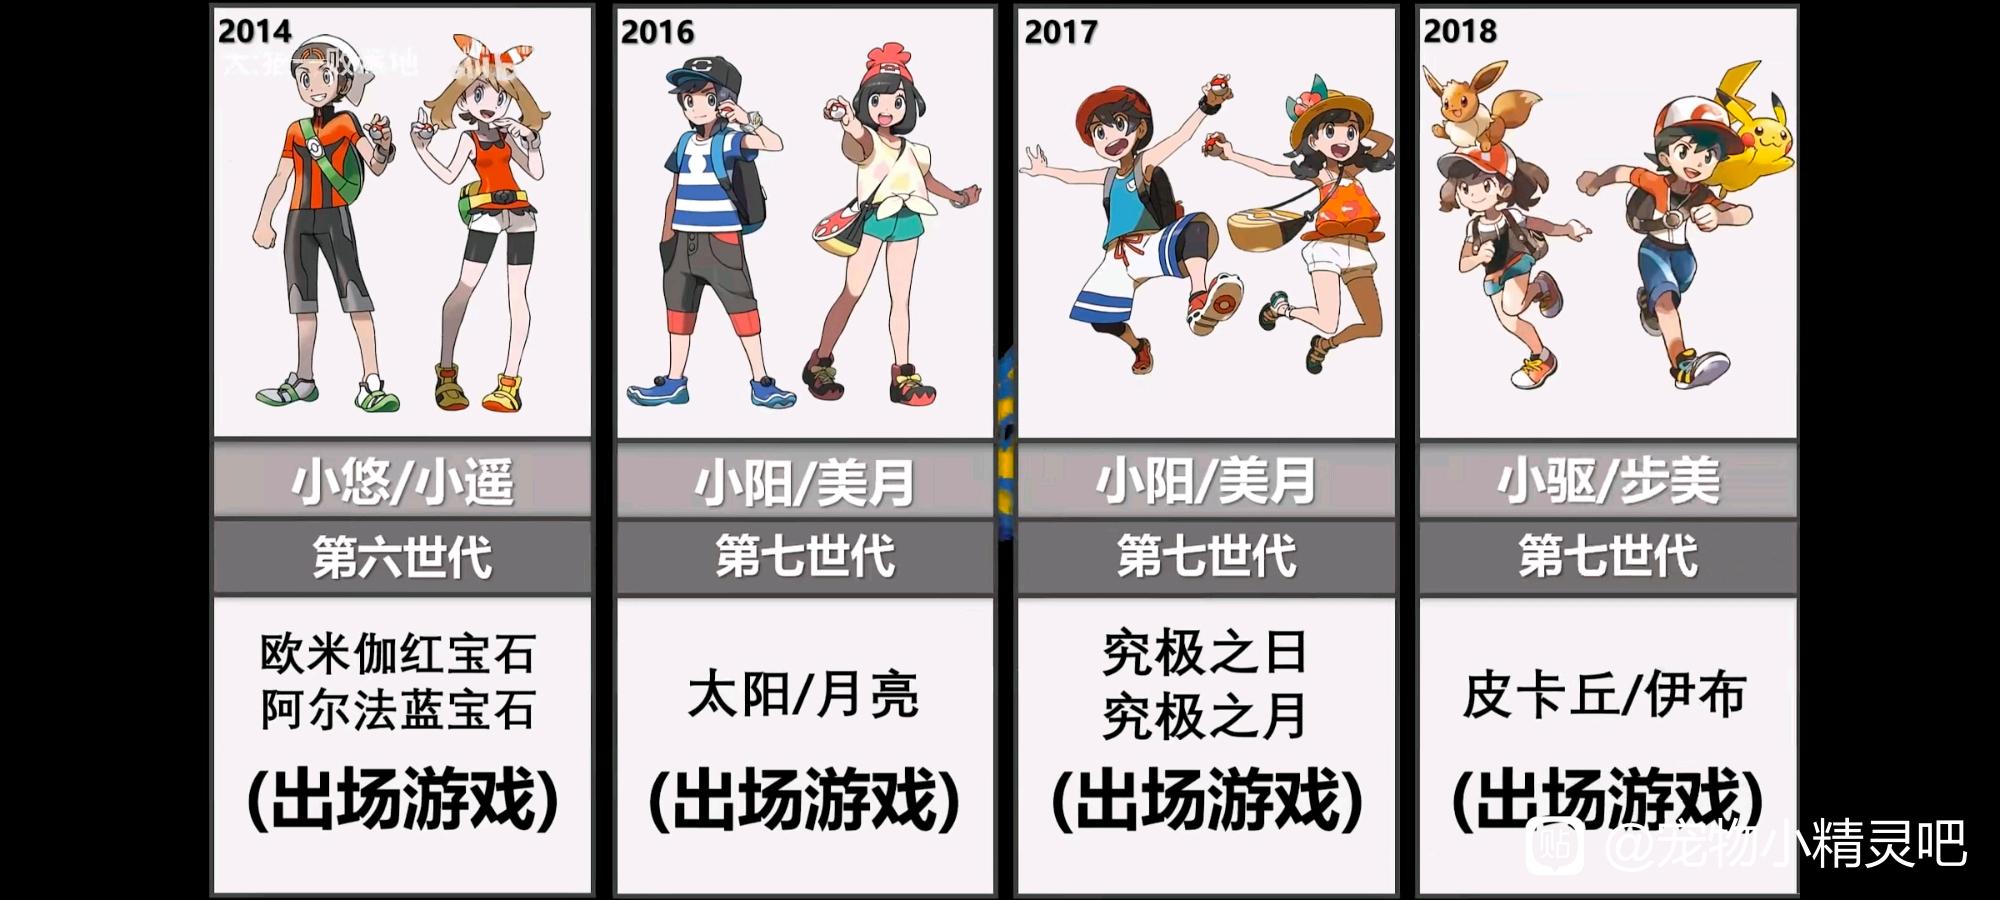 2014
小悠/小遥
第六世代
欧米伽红宝石
阿尔法蓝宝石
(出场游戏)
2016
小阳/美月
第七世代
太阳/月亮
(出场游戏)
2017
小阳/美月
第七世代
究极之日
究极之月
(出场游戏)
2018
小驱/步美
第七世代
皮卡丘/伊布
(出场游戏)
贴 @宠物小精灵吧